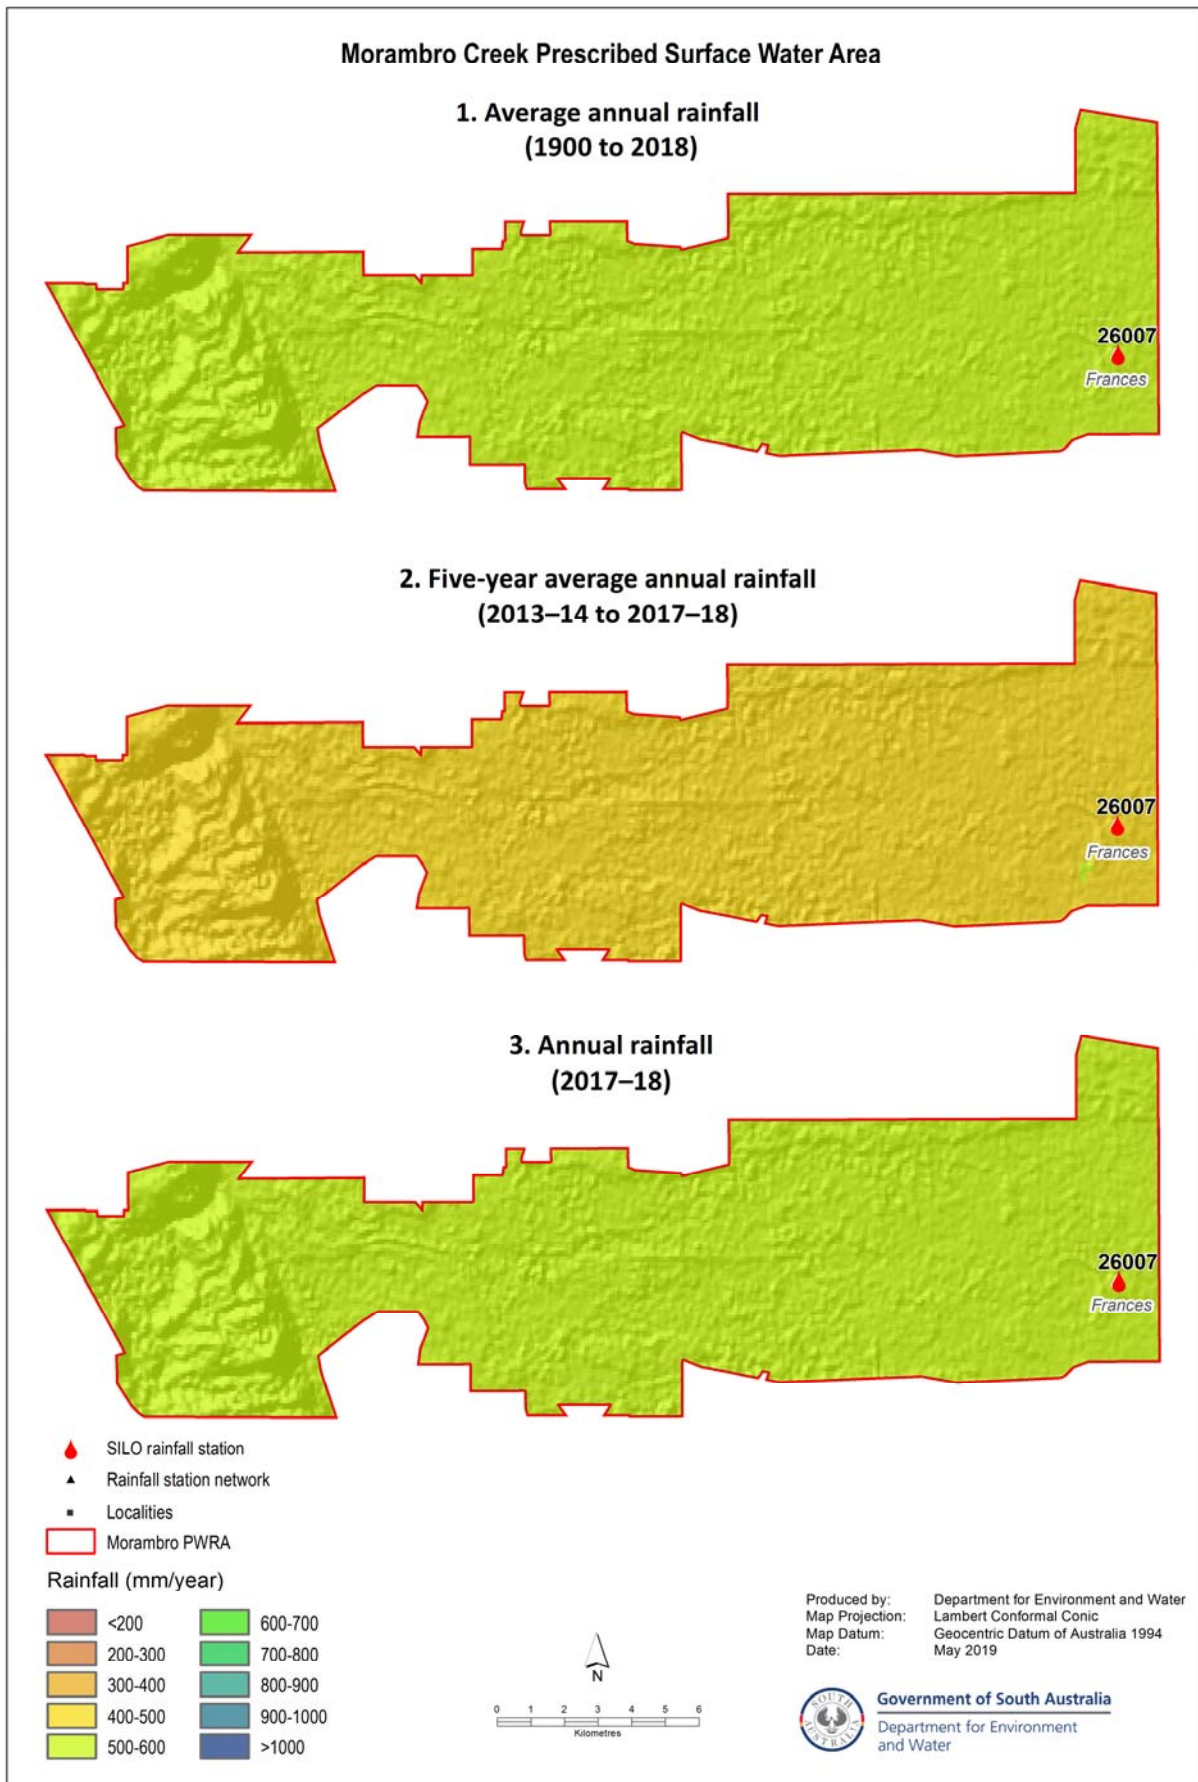 Morambro Creek Prescribed Surface Water Area
1. Average annual rainfall
(1900 to 2018)
26007
Frances
2. Five-year average annual rainfall
(2013–14 to 2017–18)
26007
Frances
3. Annual rainfall
(2017–18)
26007
Frances
SILO rainfall station
Rainfall station network
Localities
Morambro PWRA
Rainfall (mm/year)
<200
200-300
300-400
400-500
500-600
600-700
700-800
800-900
900-1000
>1000
N
0 1 2 3 4 5 6
Kilometres
Produced by: Department for Environment and Water
Map Projection: Lambert Conformal Conic
Map Datum: Geocentric Datum of Australia 1994
Date: May 2019
SOUTH
AUSTRALIA
Government of South Australia
Department for Environment
and Water